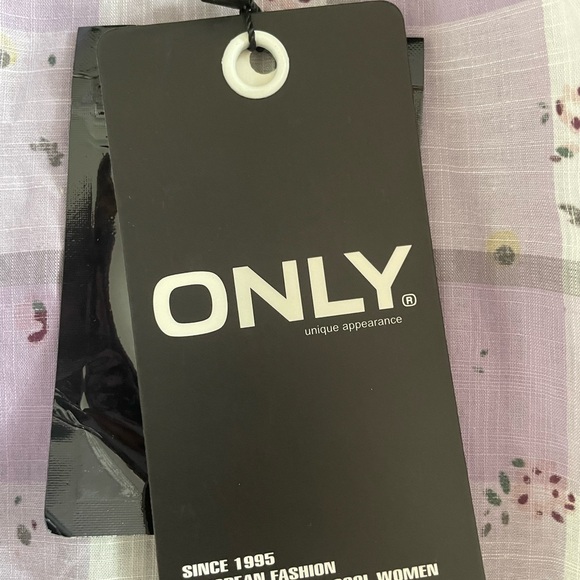 ONLY®
unique appearance
SINCE 1995
FASHION
WOMEN